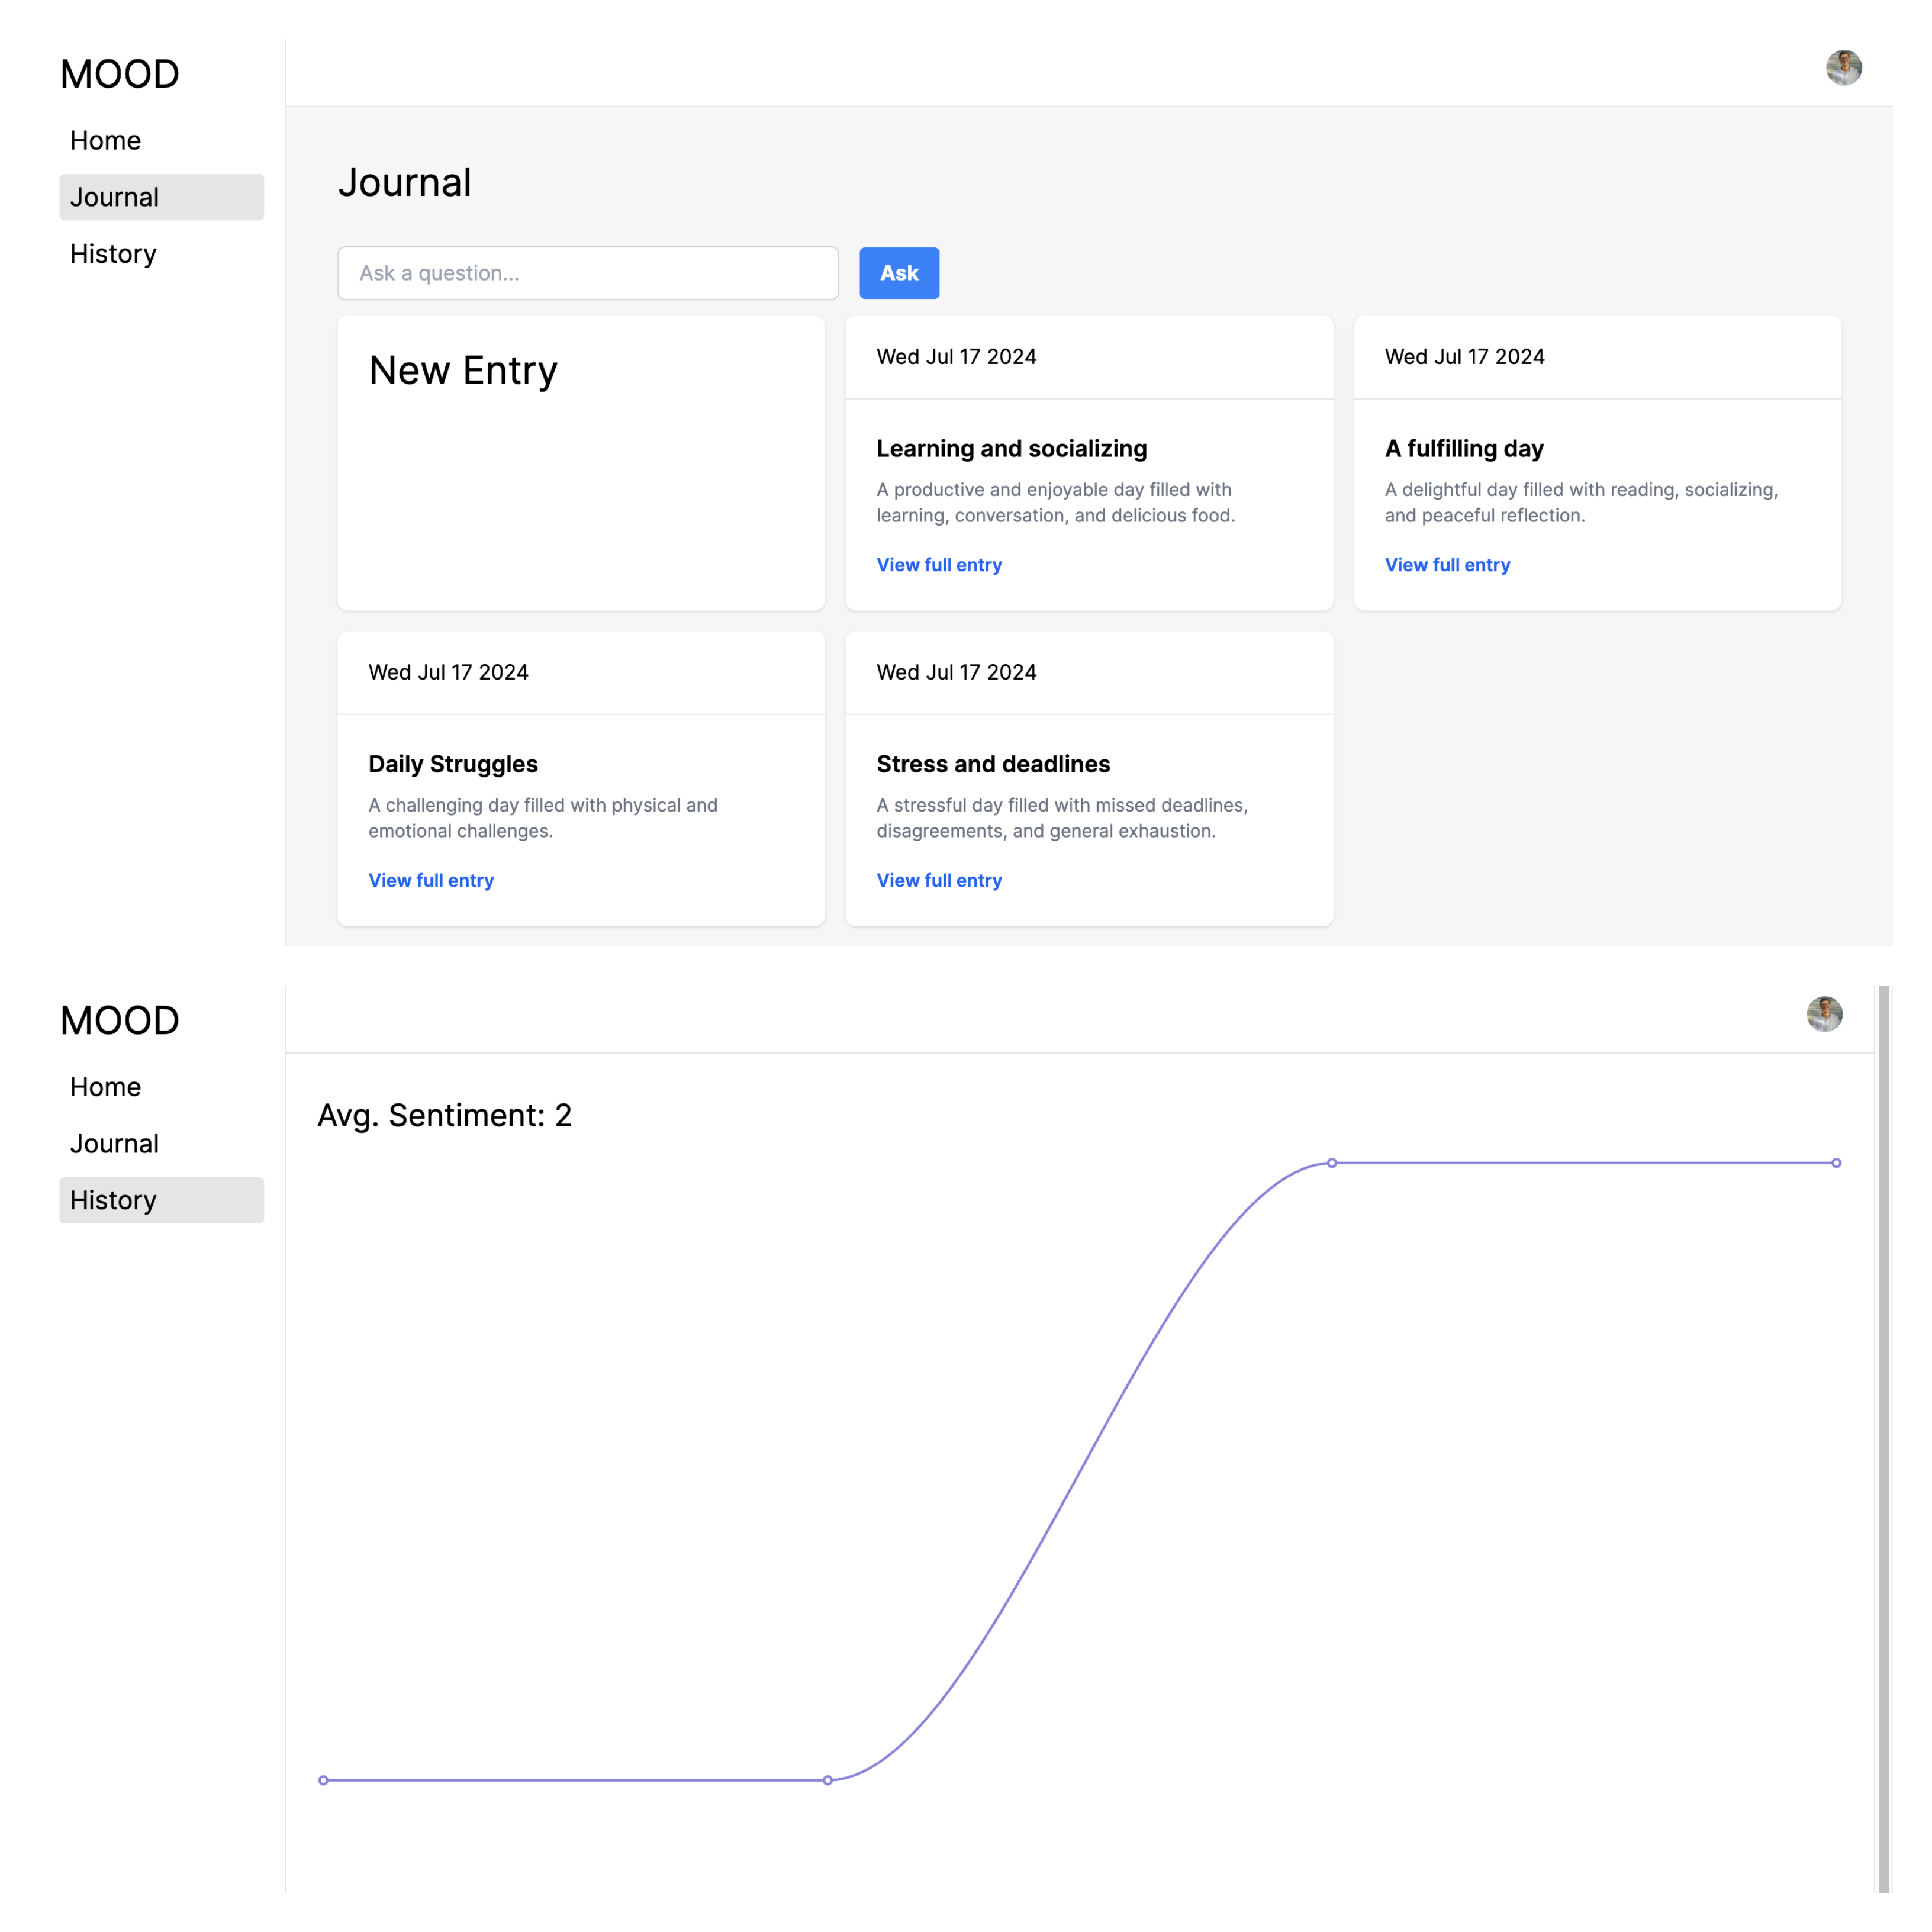 MOOD
Home
Journal
History
Journal
Ask a question...
Ask
New Entry
Wed Jul 17 2024
Learning and socializing
A productive and enjoyable day filled with
learning, conversation, and delicious food.
View full entry
Wed Jul 17 2024
A fulfilling day
A delightful day filled with reading, socializing,
and peaceful reflection.
View full entry
Wed Jul 17 2024
Daily Struggles
A challenging day filled with physical and
emotional challenges.
View full entry
Wed Jul 17 2024
Stress and deadlines
A stressful day filled with missed deadlines,
disagreements, and general exhaustion.
View full entry
MOOD
Home
Journal
History
Avg. Sentiment: 2